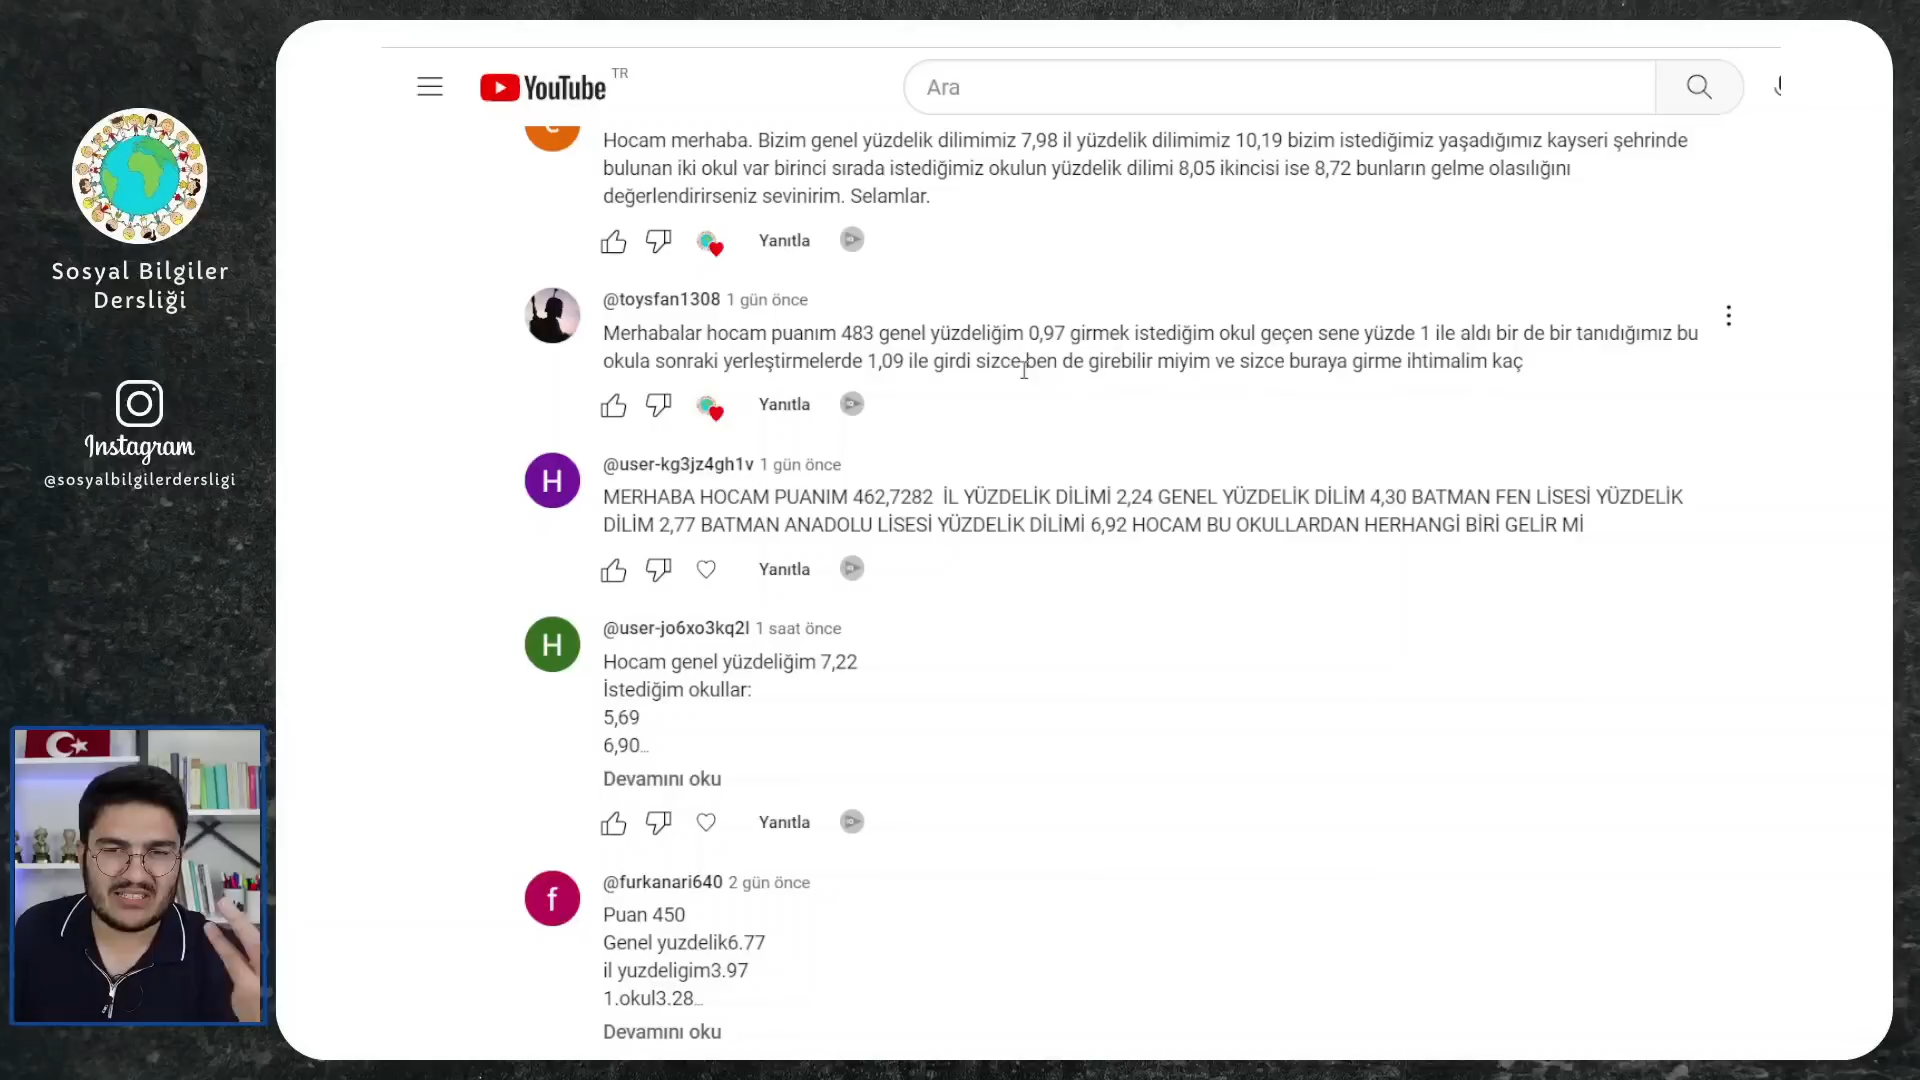 Sosyal Bilgiler
Dersliği
Instagram
@sosyalbilgilerdersligi
YouTube TR
Ara
Hocam merhaba. Bizim genel yüzdelik dilimimiz 7,98 il yüzdelik dilimimiz 10,19 bizim istediğimiz yaşadığımız kayseri şehrinde
bulunan iki okul var birinci sırada istediğimiz okulun yüzdelik dilimi 8,05 ikincisi ise 8,72 bunların gelme olasılığını
değerlendirirseniz sevinirim. Selamlar.
Yanıtla
@toysfan1308 1 gün önce
Merhabalar hocam puanım 483 genel yüzdeliğim 0,97 girmek istediğim okul geçen sene yüzde 1 ile aldı bir de bir tanıdığımız bu
okula sonraki yerleştirmelerde 1,09 ile girdi sizce ben de girebilir miyim ve sizce buraya girme ihtimalim kaç
Yanıtla
H
@user-kg3jz4gh1v 1 gün önce
MERHABA HOCAM PUANIM 462,7282 İL YÜZDELİK DİLİMİ 2,24 GENEL YÜZDELİK DİLİM 4,30 BATMAN FEN LİSESİ YÜZDELİK
DİLİM 2,77 BATMAN ANADOLU LİSESİ YÜZDELİK DİLİMİ 6,92 HOCAM BU OKULLARDAN HERHANGİ BİRİ GELİR Mİ
Yanıtla
H
@user-jo6xo3kq2l 1 saat önce
Hocam genel yüzdeliğim 7,22
İstediğim okullar:
5,69
6,90...
Devamını oku
Yanıtla
f
@furkanari640 2 gün önce
Puan 450
Genel yuzdelik6.77
il yuzdeligim3.97
1.okul3.28...
Devamını oku